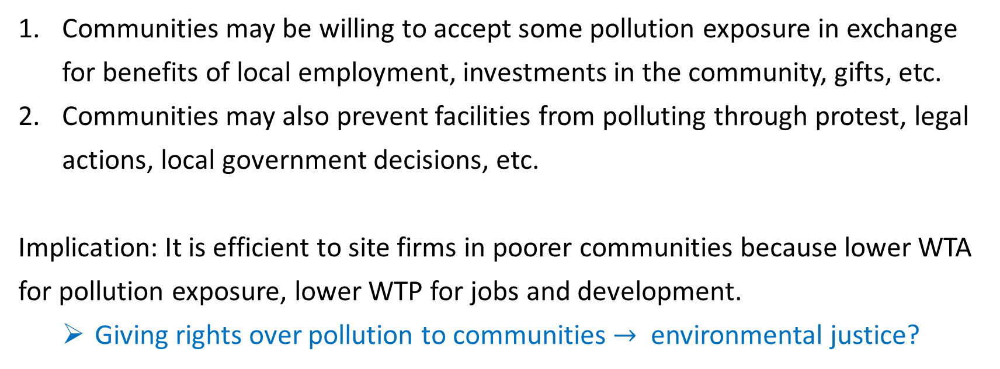 1. Communities may be willing to accept some pollution exposure in exchange
for benefits of local employment, investments in the community, gifts, etc.
2. Communities may also prevent facilities from polluting through protest, legal
actions, local government decisions, etc.
Implication: It is efficient to site firms in poorer communities because lower WTA
for pollution exposure, lower WTP for jobs and development.
➢ Giving rights over pollution to communities → environmental justice?